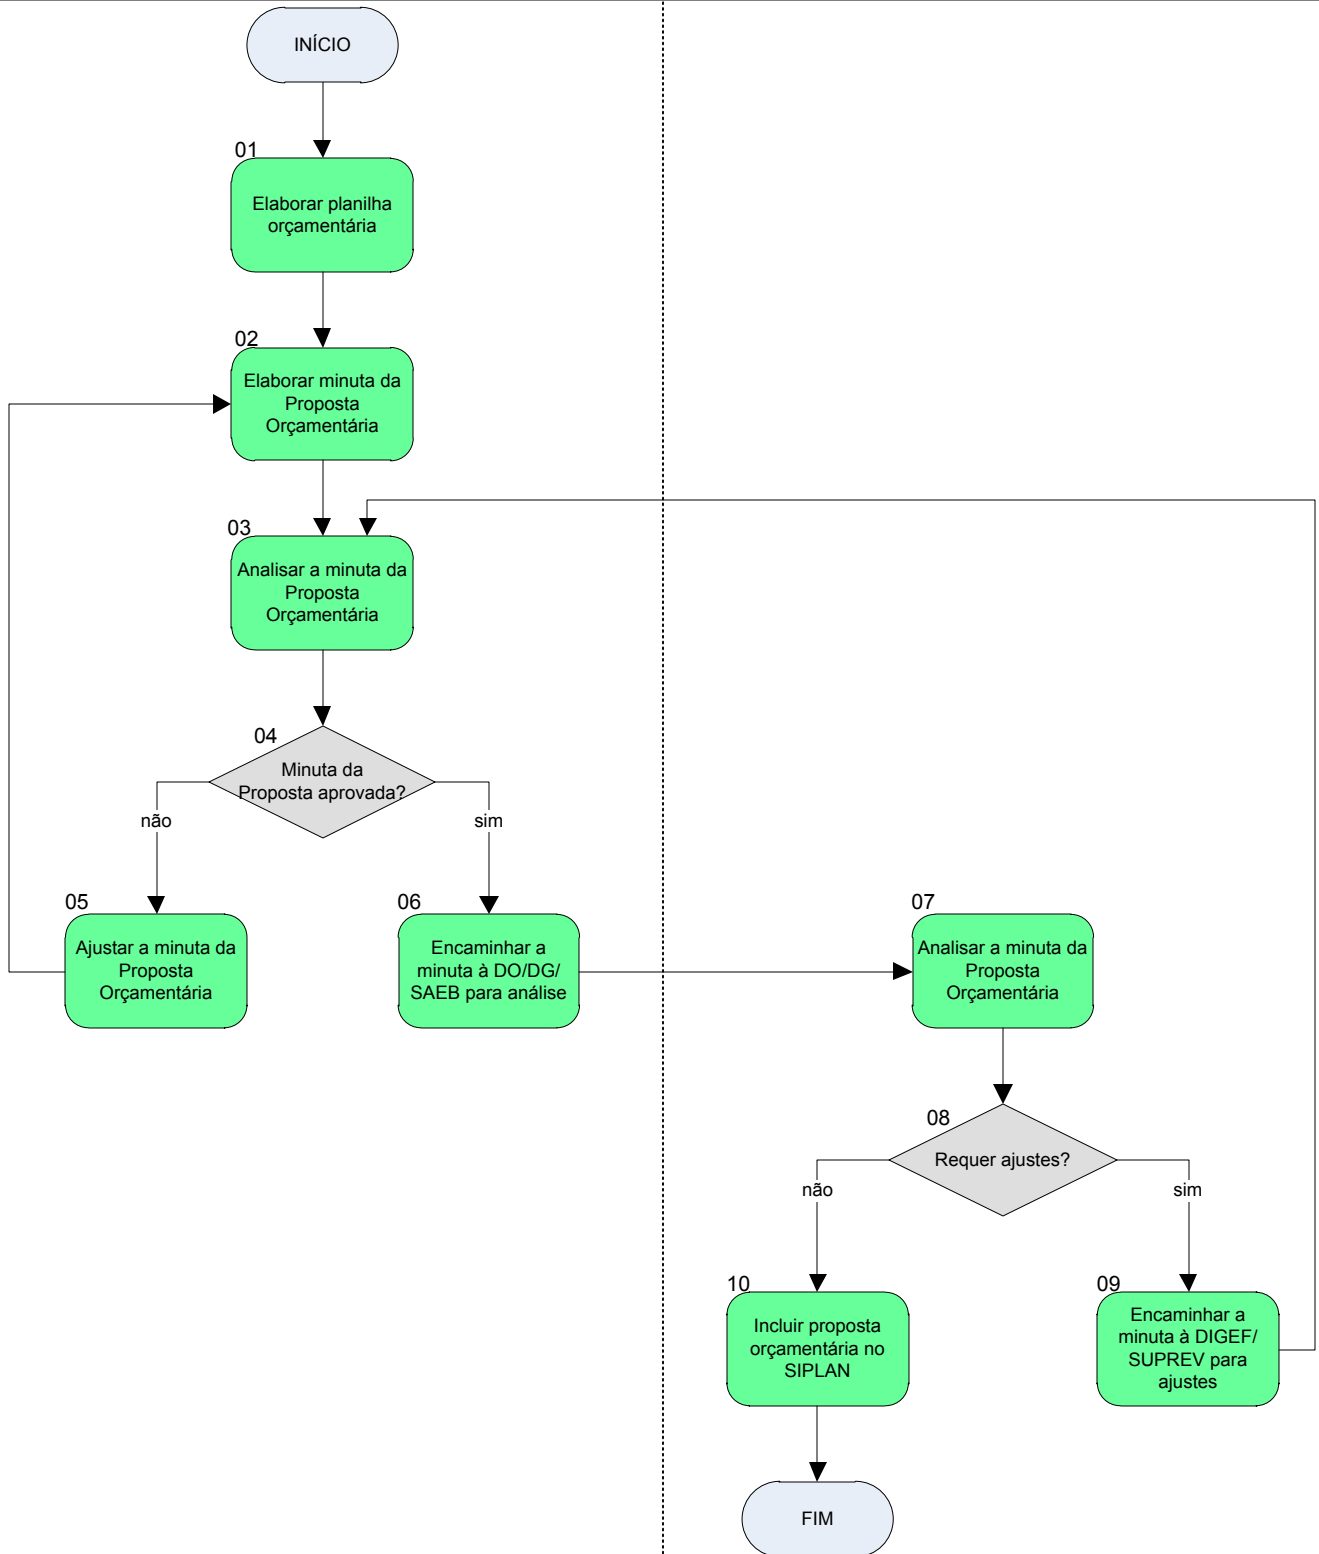 INÍCIO
01
Elaborar planilha
orçamentária
02
Elaborar minuta da
Proposta
Orçamentária
03
Analisar a minuta da
Proposta
Orçamentária
04
Minuta da
Proposta aprovada?
não
sim
05
Ajustar a minuta da
Proposta
Orçamentária
06
Encaminhar a
minuta à DO/DG/
SAEB para análise
07
Analisar a minuta da
Proposta
Orçamentária
08
Requer ajustes?
não
sim
10
Incluir proposta
orçamentária no
SIPLAN
09
Encaminhar a
minuta à DIGEF/
SUPREV para
ajustes
FIM